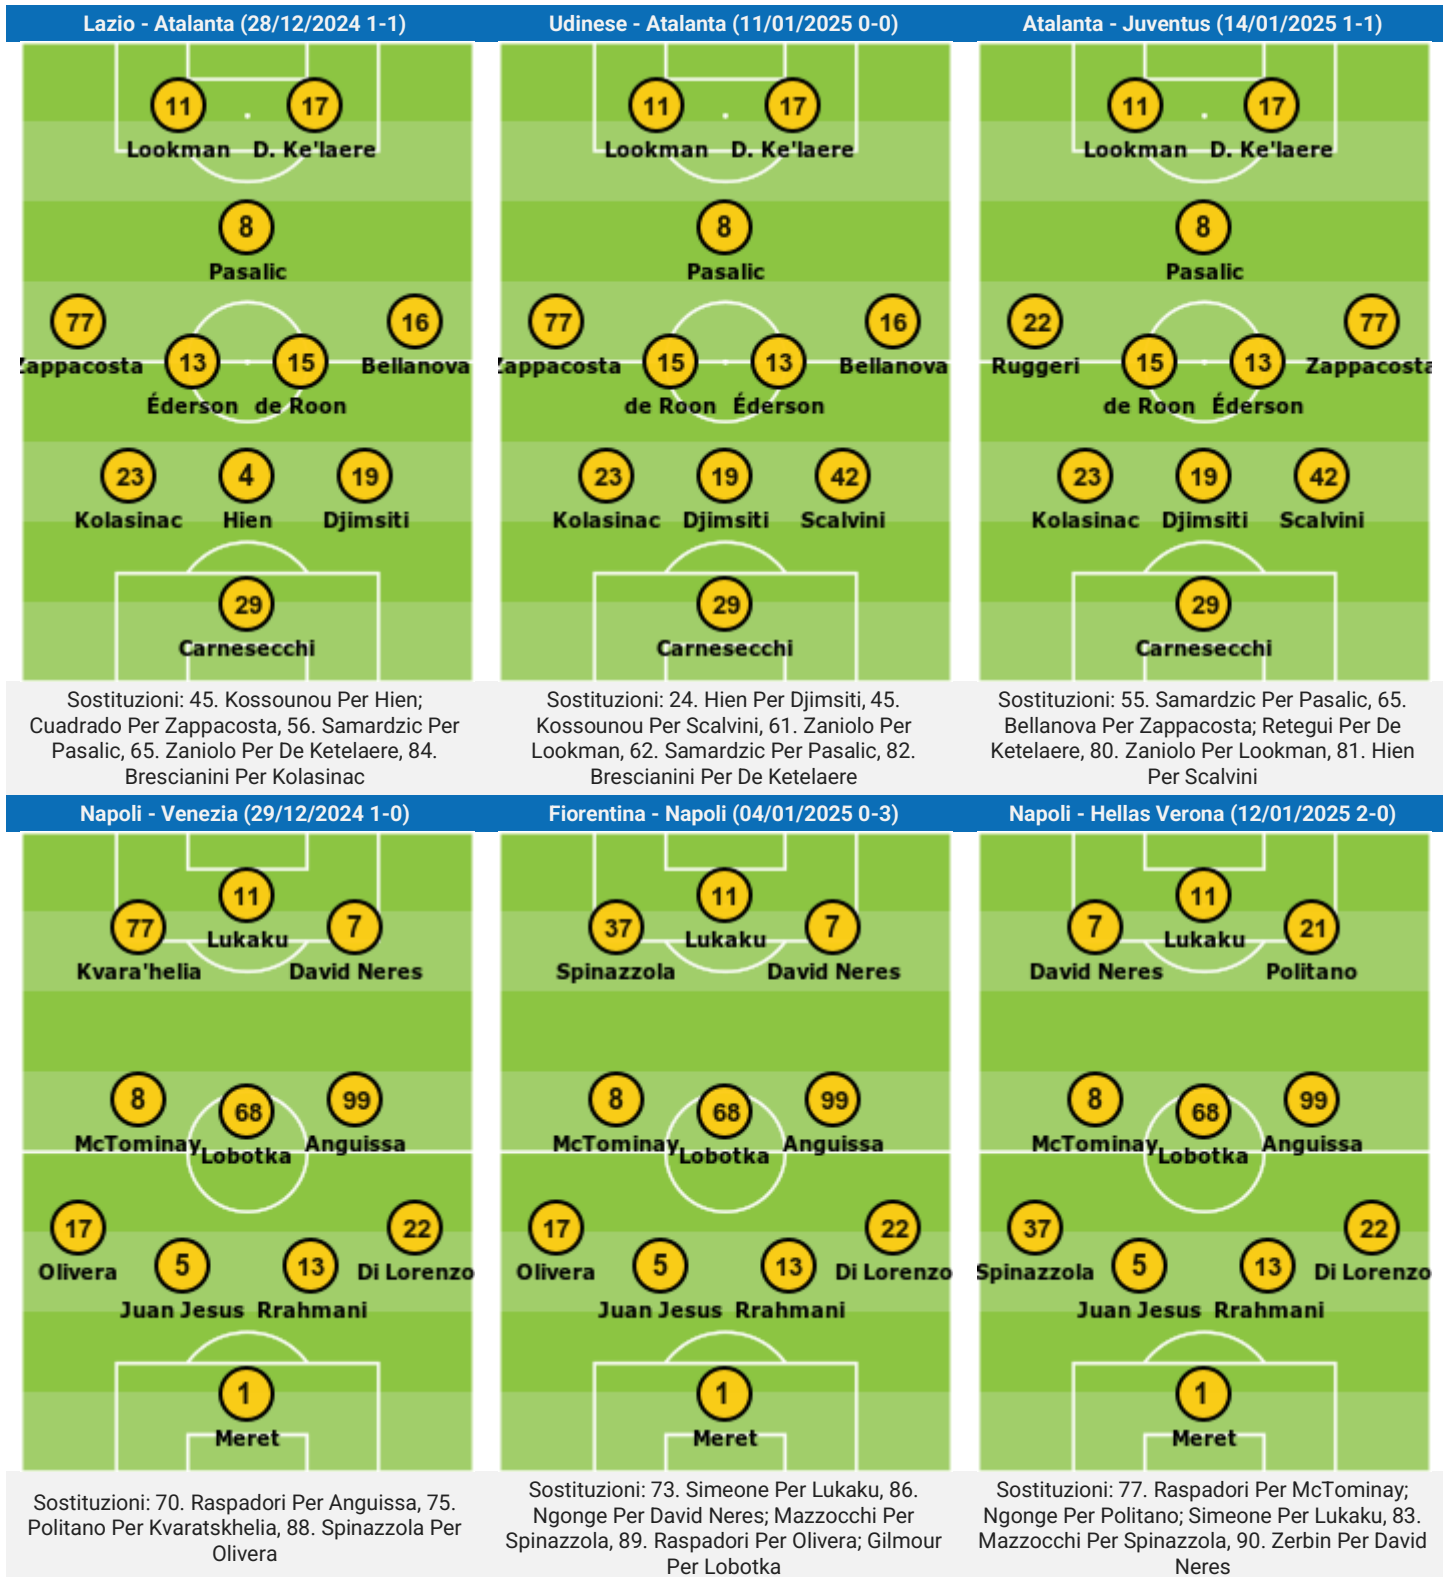 Lazio - Atalanta (28/12/2024 1-1)
11 17
Lookman D. Ke'laere
8
Pasalic
77 16
Zappacosta Bellanova
13 15
Éderson de Roon
23 4 19
Kolasinac Hien Djimsiti
29
Carnesecchi
Sostituzioni: 45. Kossounou Per Hien;
Cuadrado Per Zappacosta, 56. Samardzic Per
Pasalic, 65. Zaniolo Per De Ketelaere, 84.
Brescianini Per Kolasinac
Udinese - Atalanta (11/01/2025 0-0)
11 17
Lookman D. Ke'laere
8
Pasalic
77 16
Zappacosta Bellanova
15 13
de Roon Éderson
23 19 42
Kolasinac Djimsiti Scalvini
29
Carnesecchi
Sostituzioni: 24. Hien Per Djimsiti, 45.
Kossounou Per Scalvini, 61. Zaniolo Per
Lookman, 62. Samardzic Per Pasalic, 82.
Brescianini Per De Ketelaere
Atalanta - Juventus (14/01/2025 1-1)
11 17
Lookman D. Ke'laere
8
Pasalic
22 77
Ruggeri Zappacosta
15 13
de Roon Éderson
23 19 42
Kolasinac Djimsiti Scalvini
29
Carnesecchi
Sostituzioni: 55. Samardzic Per Pasalic, 65.
Bellanova Per Zappacosta; Retegui Per De
Ketelaere, 80. Zaniolo Per Lookman, 81. Hien
Per Scalvini
Napoli - Venezia (29/12/2024 1-0)
11
Lukaku
77 7
Kvara'helia David Neres
8 68 99
McTominay Lobotka Anguissa
17 22
Olivera Di Lorenzo
5 13
Juan Jesus Rrahmani
1
Meret
Sostituzioni: 70. Raspadori Per Anguissa, 75.
Politano Per Kvaratskhelia, 88. Spinazzola Per
Olivera
Fiorentina - Napoli (04/01/2025 0-3)
11
Lukaku
37 7
Spinazzola David Neres
8 68 99
McTominay Lobotka Anguissa
17 22
Olivera Di Lorenzo
5 13
Juan Jesus Rrahmani
1
Meret
Sostituzioni: 73. Simeone Per Lukaku, 86.
Ngonge Per David Neres; Mazzocchi Per
Spinazzola, 89. Raspadori Per Olivera; Gilmour
Per Lobotka
Napoli - Hellas Verona (12/01/2025 2-0)
11
Lukaku
7 21
David Neres Politano
8 68 99
McTominay Lobotka Anguissa
37 22
Spinazzola Di Lorenzo
5 13
Juan Jesus Rrahmani
1
Meret
Sostituzioni: 77. Raspadori Per McTominay;
Ngonge Per Politano; Simeone Per Lukaku, 83.
Mazzocchi Per Spinazzola, 90. Zerbin Per David
Neres